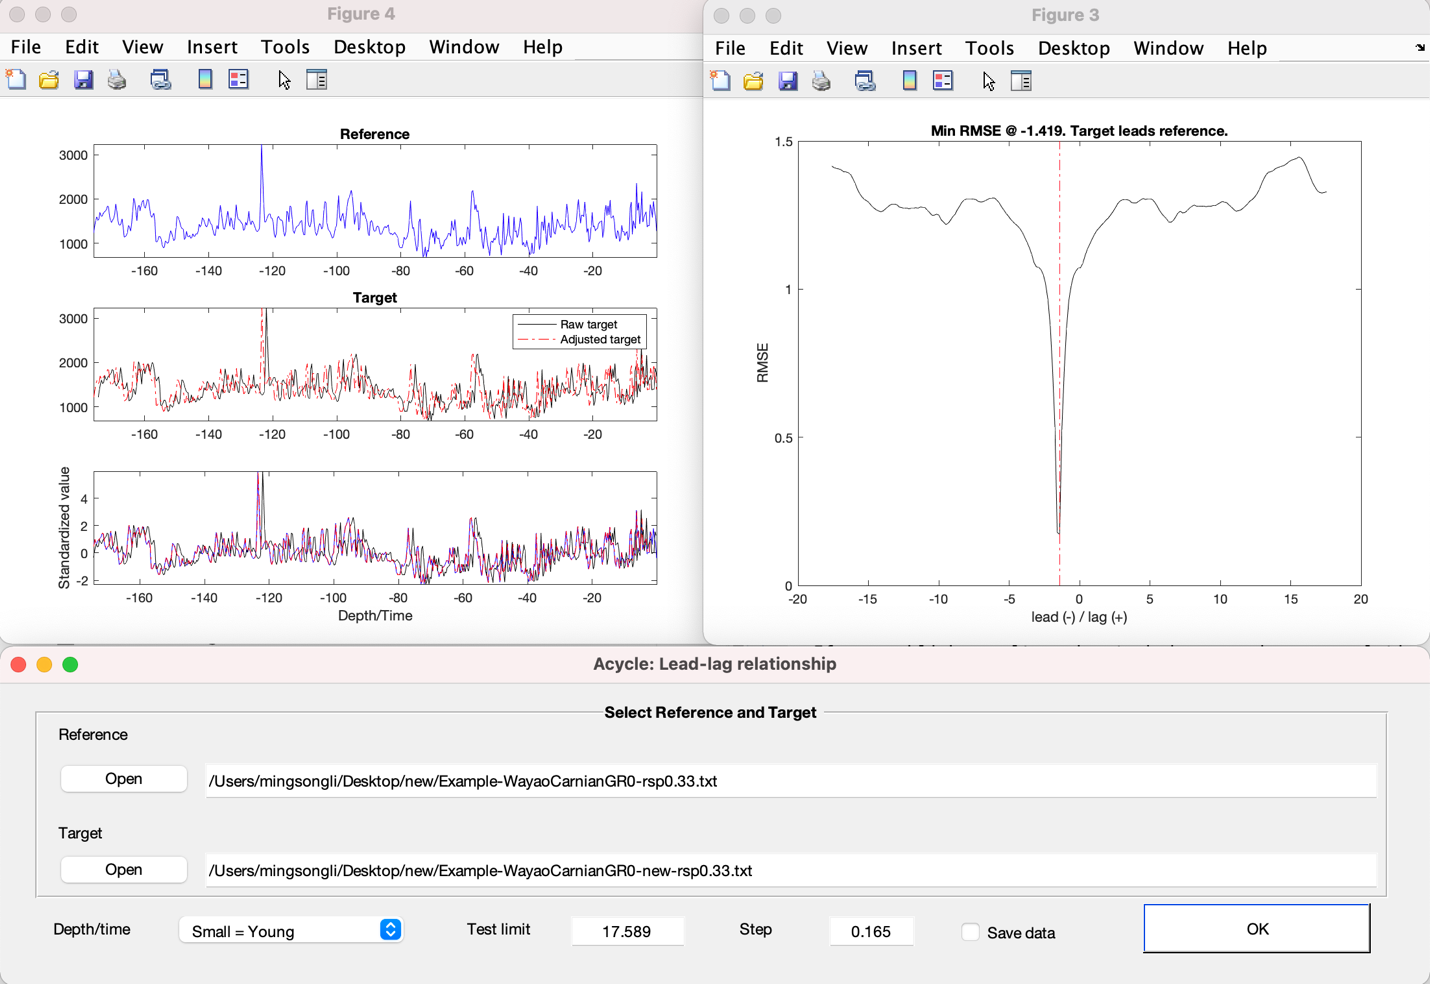 Figure 4
File Edit View Insert Tools Desktop Window Help
Reference
3000
2000
1000
-160 -140 -120 -100 -80 -60 -40 -20
Target
3000
2000
1000
Raw target
Adjusted target
-160 -140 -120 -100 -80 -60 -40 -20
Standardized value
4
2
0
-2
-160 -140 -120 -100 -80 -60 -40 -20
Depth/Time
Figure 3
File Edit View Insert Tools Desktop Window Help
Min RMSE @ -1.419. Target leads reference.
1.5
1
0.5
0
RMSE
-20 -15 -10 -5 0 5 10 15 20
lead (-) / lag (+)
Acycle: Lead-lag relationship
Select Reference and Target
Reference
Open /Users/mingsongli/Desktop/new/Example-WayaoCarnianGR0-rsp0.33.txt
Target
Open /Users/mingsongli/Desktop/new/Example-WayaoCarnianGR0-new-rsp0.33.txt
Depth/time Small = Young Test limit 17.589 Step 0.165 Save data OK